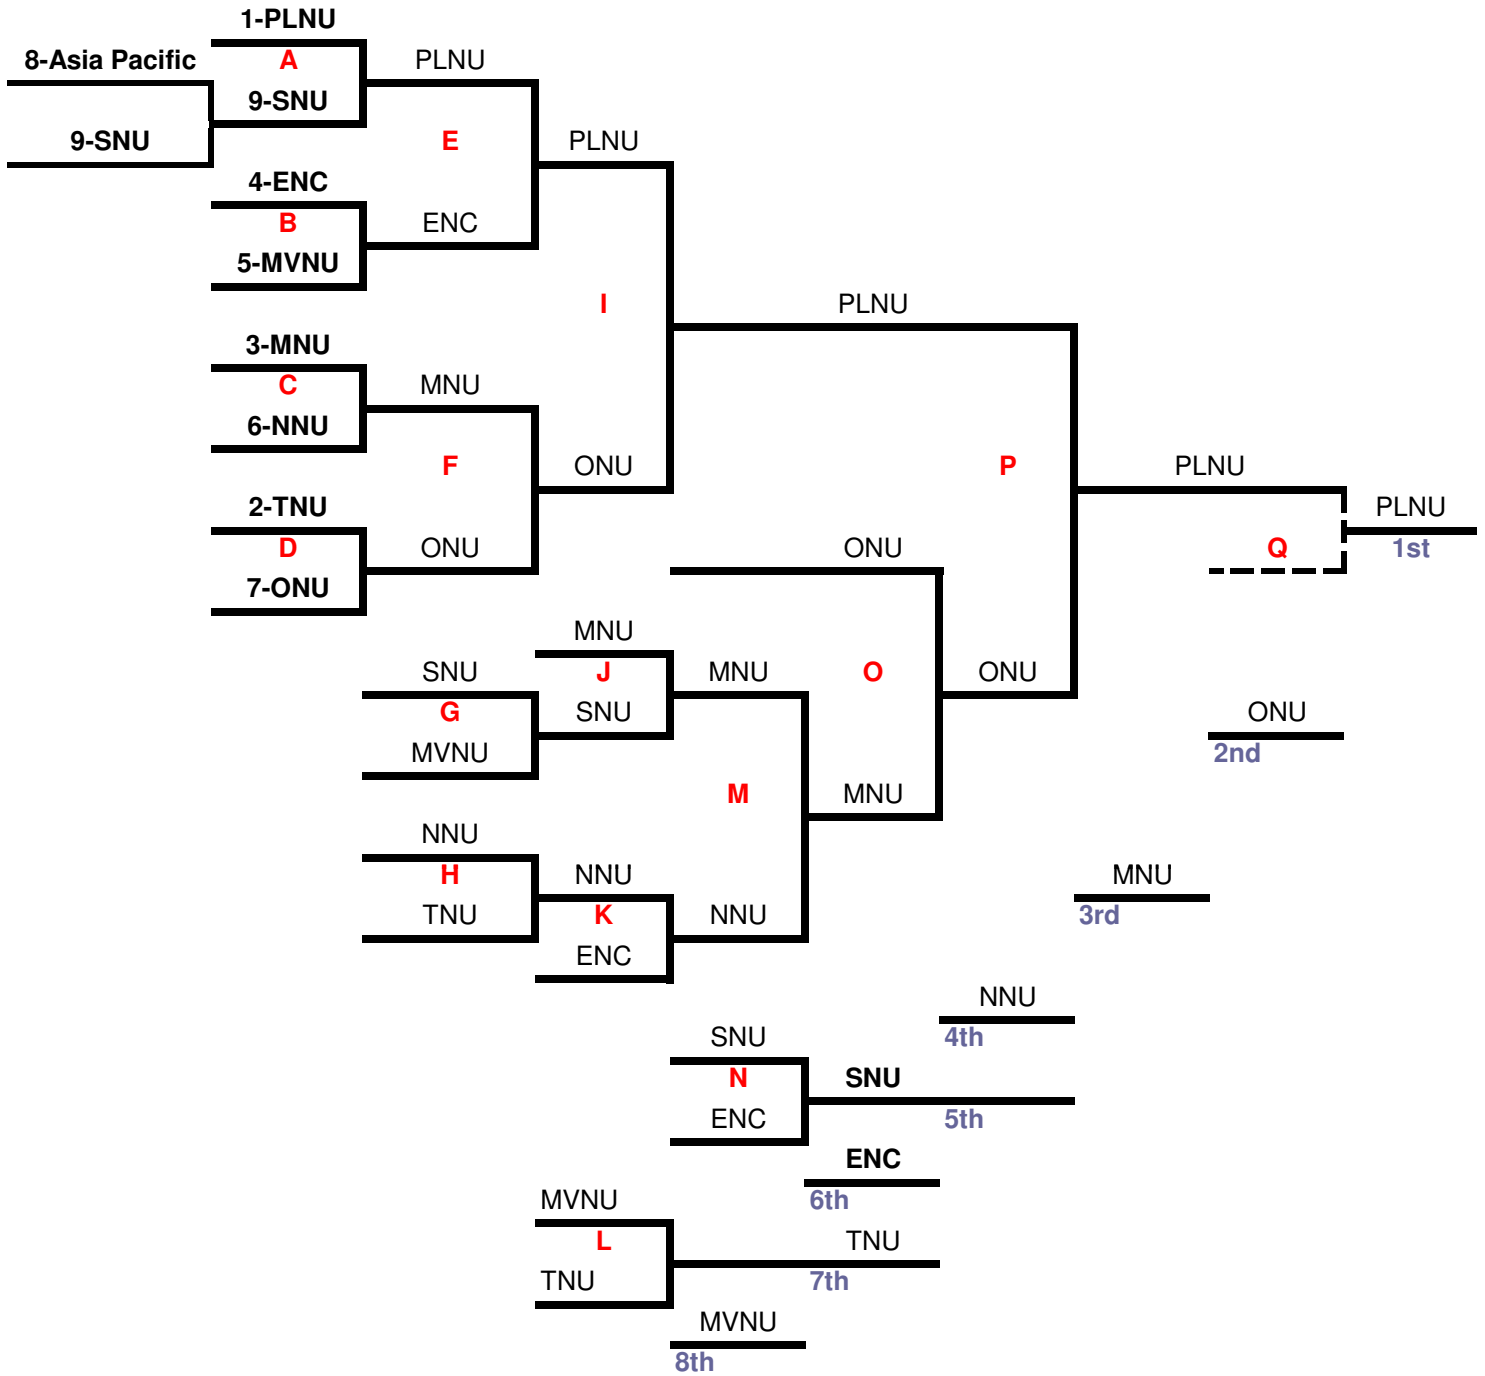 1-PLNU
8-Asia Pacific
A
PLNU
9-SNU
9-SNU
E
PLNU
4-ENC
B
ENC
5-MVNU
I
PLNU
3-MNU
C
MNU
6-NNU
F
ONU
P
PLNU
2-TNU
PLNU
D
ONU
ONU
Q
1st
7-ONU
MNU
SNU
J
MNU
O
ONU
G
SNU
ONU
MVNU
2nd
M
MNU
NNU
H
NNU
MNU
TNU
K
NNU
3rd
ENC
NNU
SNU
4th
N
SNU
ENC
5th
ENC
MVNU
6th
L
TNU
TNU
7th
MVNU
8th